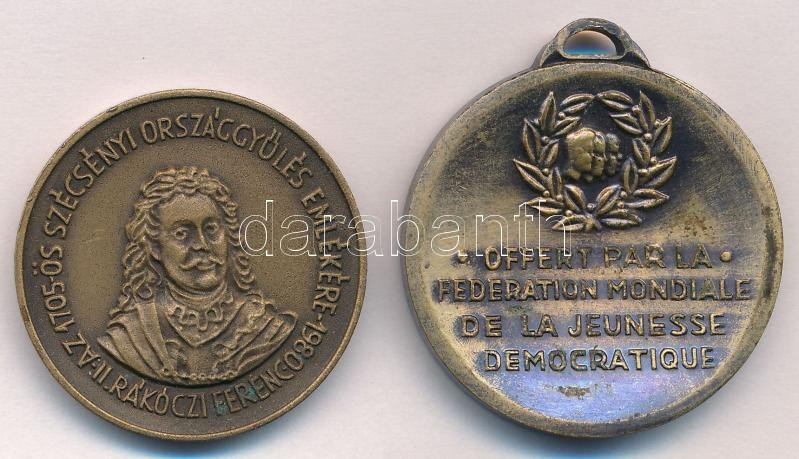 AZ 1705-ÖS SZÉCSÉNYI ORSZÁGGYÜLÉS EMLÉKÉRE-1980
II. RÁKÓCZI FERENC
darabanth
• OFFERT PAR LA •
FEDERATION MONDIALE
DE LA JEUNESSE
DEMOCRATIQUE